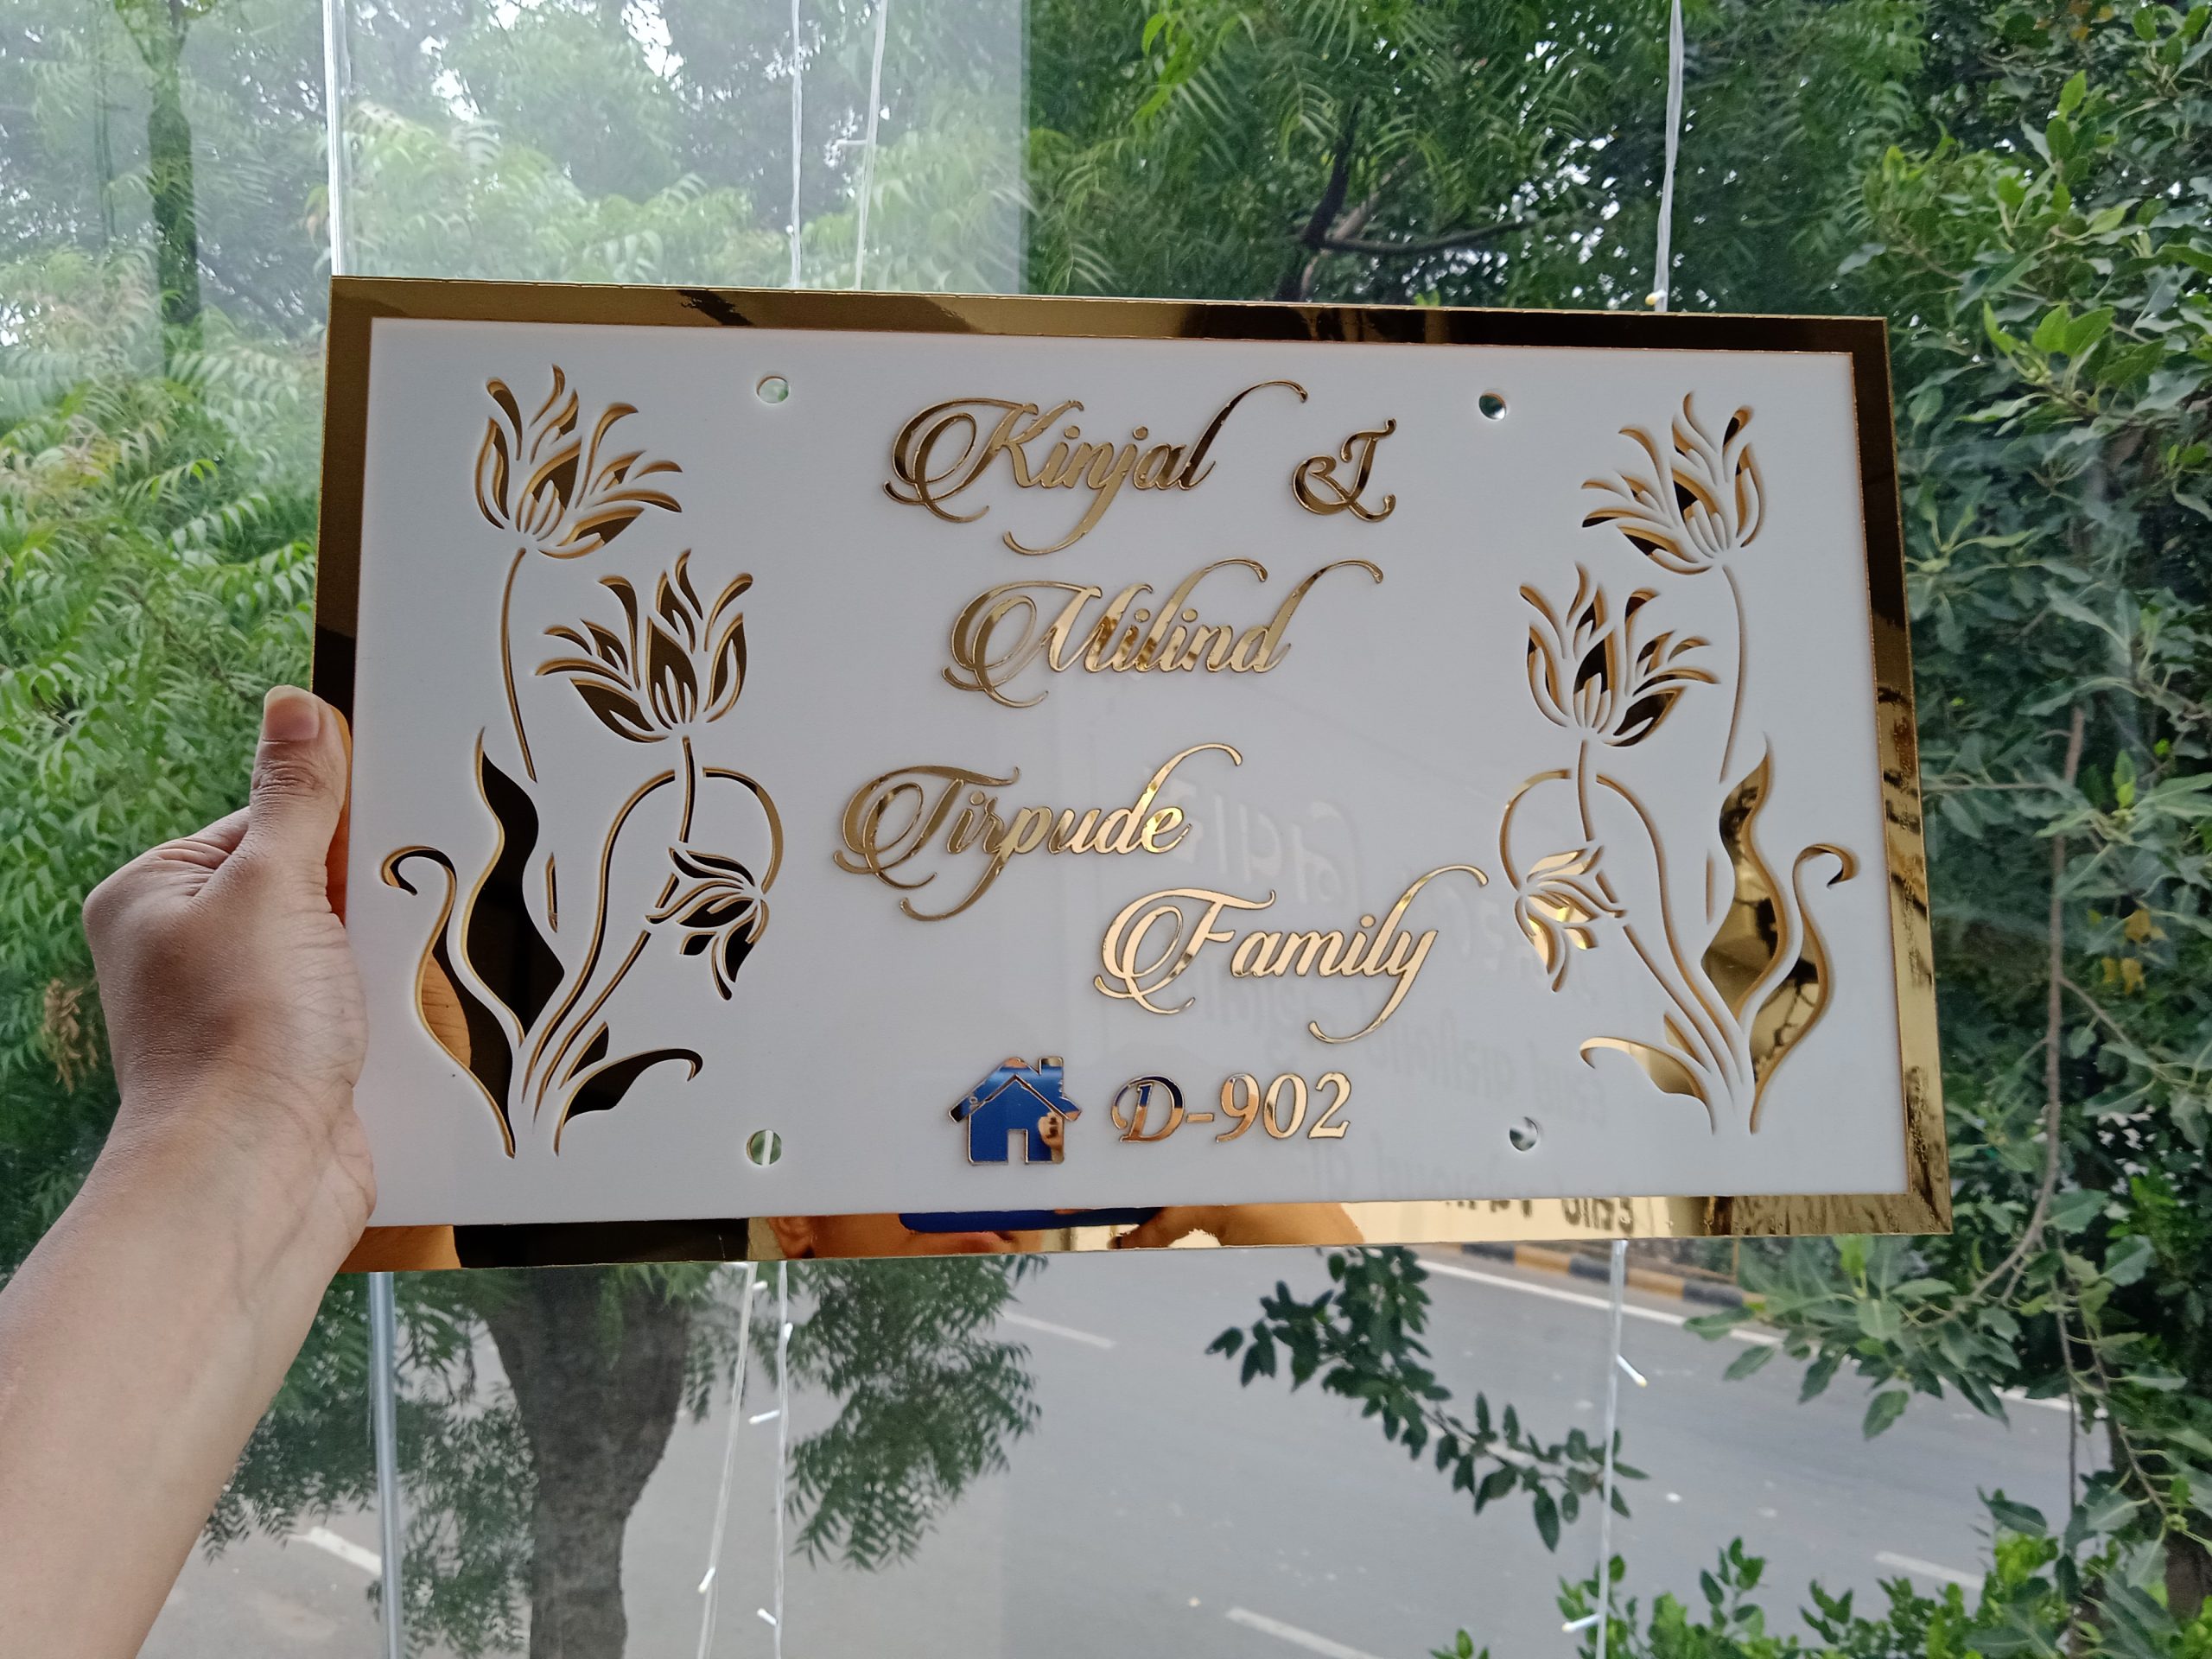 Kinjal &
Milind
Tirpude
Family
D-902